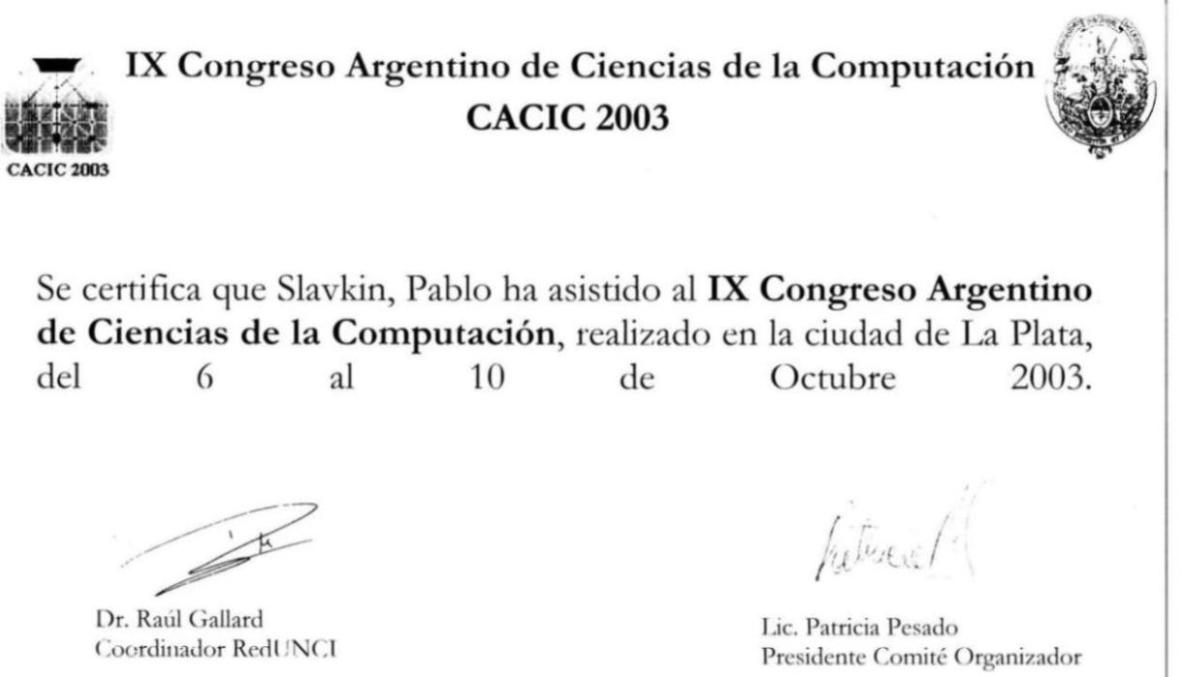 IX Congreso Argentino de Ciencias de la Computación
CACIC 2003
CACIC 2003
Se certifica que Slavkin, Pablo ha asistido al IX Congreso Argentino
de Ciencias de la Computación, realizado en la ciudad de La Plata,
del 6 al 10 de Octubre 2003.
Dr. Raúl Gallard
Coordinador RedUNCI
Lic. Patricia Pesado
Presidente Comité Organizador